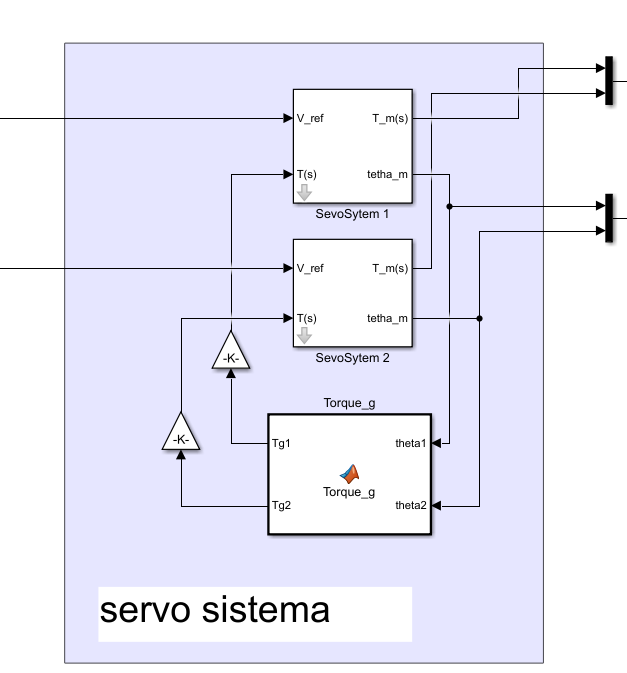 V_ref T_m(s)
T(s) tetha_m
SevoSytem 1
V_ref T_m(s)
T(s) tetha_m
SevoSytem 2
-K-
Torque_g
-K-
Tg1 theta1
Torque_g
Tg2 theta2
servo sistema